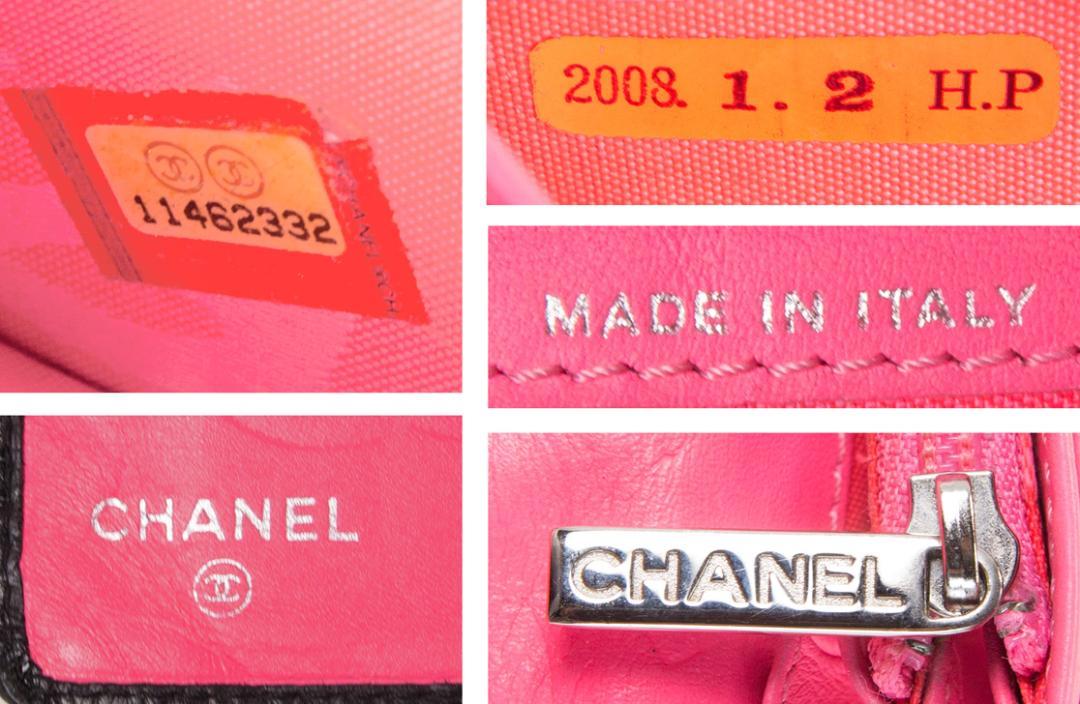 11462332
2008. 1. 2 H.P
MADE IN ITALY
CHANEL
CHANEL